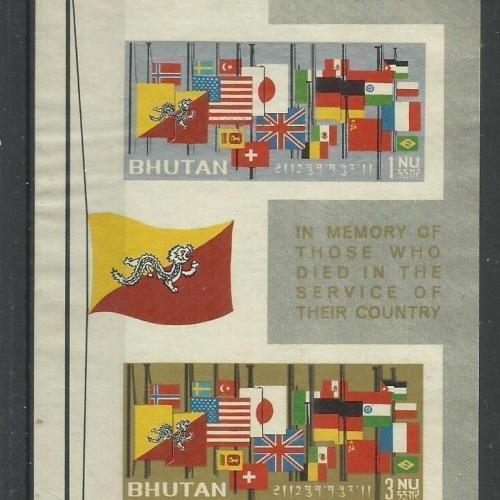 BHUTAN
1 NU
IN MEMORY OF
THOSE WHO
DIED IN THE
SERVICE OF
THEIR COUNTRY
BHUTAN
3 NU